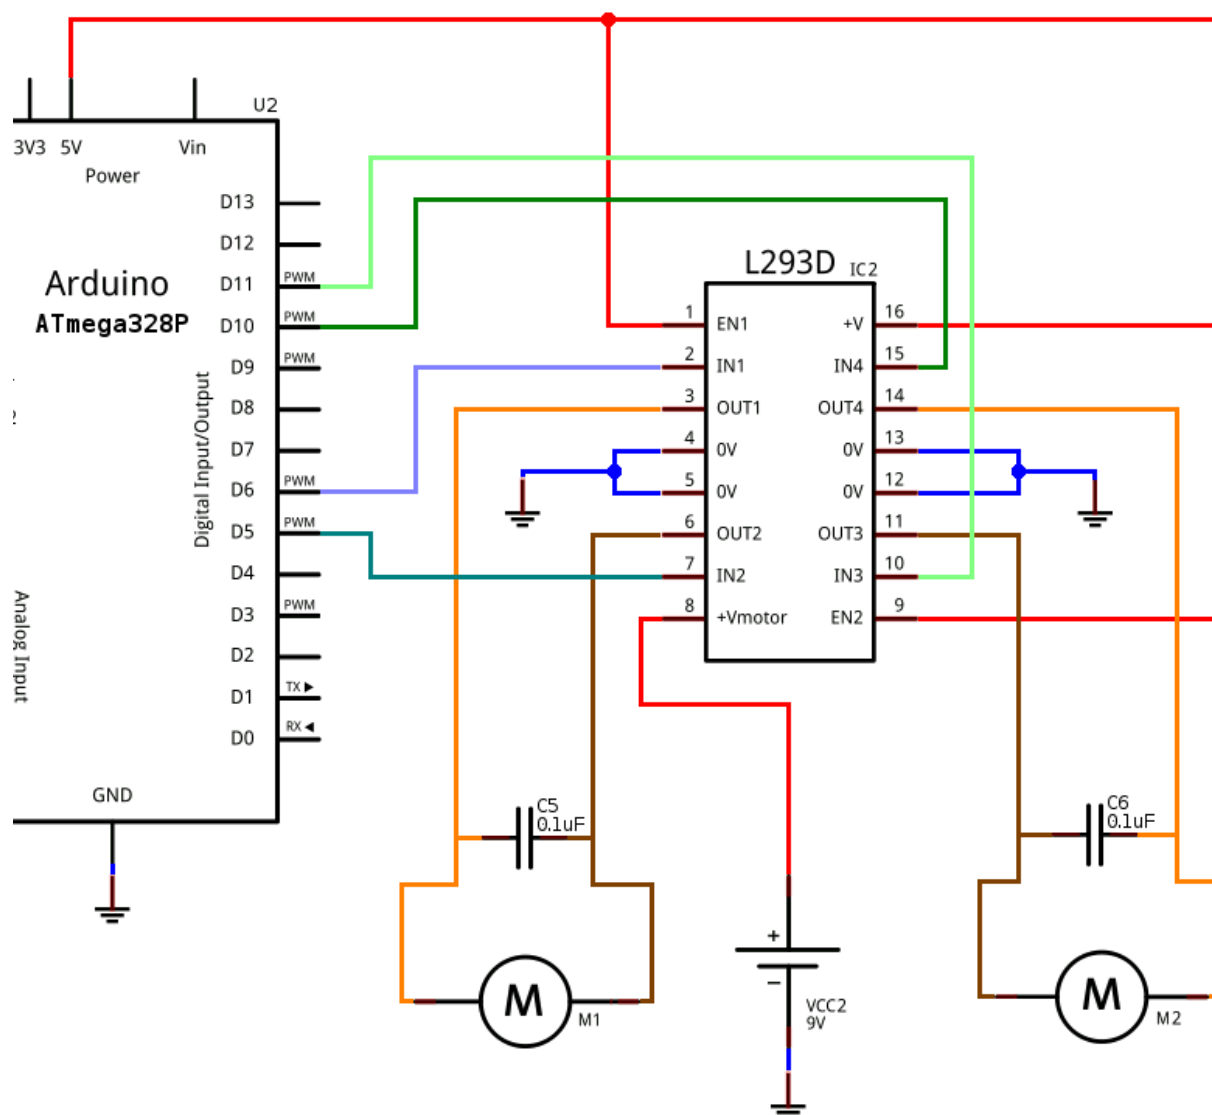 U2
3V3 5V Vin
Power
D13
D12
D11 PWM
D10 PWM
D9 PWM
D8
D7
D6 PWM
D5 PWM
D4
D3 PWM
D2
D1 TX
D0 RX
Arduino
ATmega328P
Digital Input/Output
Analog Input
GND
L293D IC2
1 EN1 +V 16
2 IN1 IN4 15
3 OUT1 OUT4 14
4 0V 0V 13
5 0V 0V 12
6 OUT2 OUT3 11
7 IN2 IN3 10
8 +Vmotor EN2 9
C5
0.1uF
C6
0.1uF
+
M
M1
−
VCC2
9V
M
M2